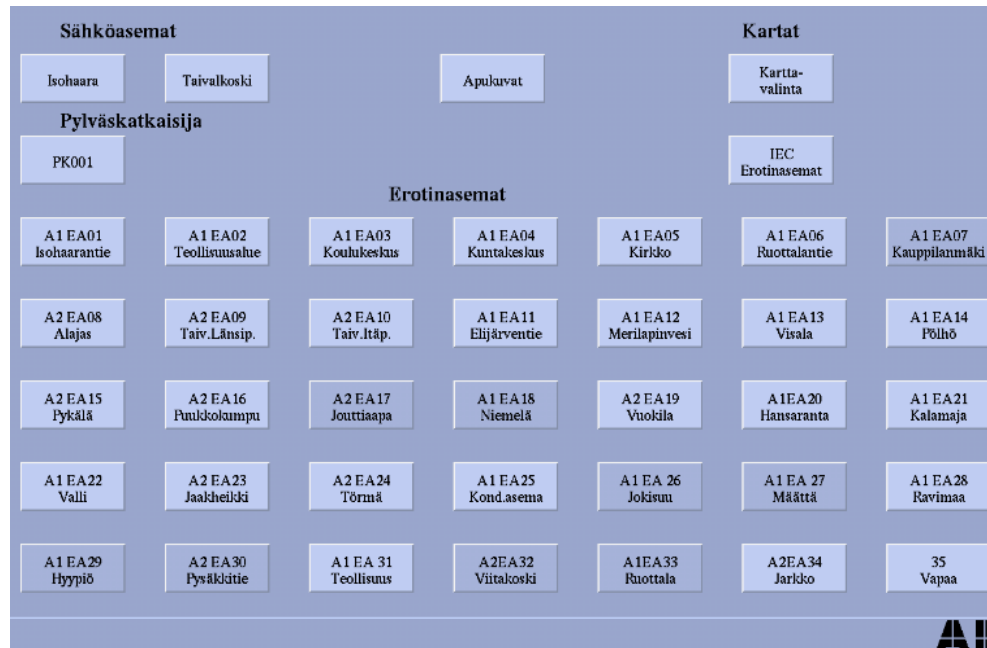 Sähköasemat
Kartat
Isohaara
Taivalkoski
Apukuvat
Kartta-
valinta
Pylväskatkaisija
PK001
IEC
Erotinasemat
Erotinasemat
A1 EA01
Isohaarantie
A1 EA02
Teollisuusalue
A1 EA03
Koulukeskus
A1 EA04
Kuntakeskus
A1 EA05
Kirkko
A1 EA06
Ruottalantie
A1 EA07
Kauppilanmäki
A2 EA08
Alajas
A2 EA09
Taiv.Länsip.
A2 EA10
Taiv.Itäp.
A1 EA11
Elijärventie
A1 EA12
Merilapinvesi
A1 EA13
Visala
A1 EA14
Pölhö
A2 EA15
Pykälä
A2 EA16
Puukkokumpu
A2 EA17
Jouttiaapa
A1 EA18
Niemelä
A2 EA19
Vuokila
A1EA20
Hansaranta
A1 EA21
Kalamaja
A1 EA22
Valli
A2 EA23
Jaakheikki
A2 EA24
Törmä
A1 EA25
Kond.asema
A1 EA 26
Jokisuu
A1 EA 27
Määttä
A1 EA28
Ravimaa
A1 EA29
Hyypiö
A2 EA30
Pysäkkitie
A1 EA 31
Teollisuus
A2EA32
Viitakoski
A1EA33
Ruottala
A2EA34
Jarkko
35
Vapaa